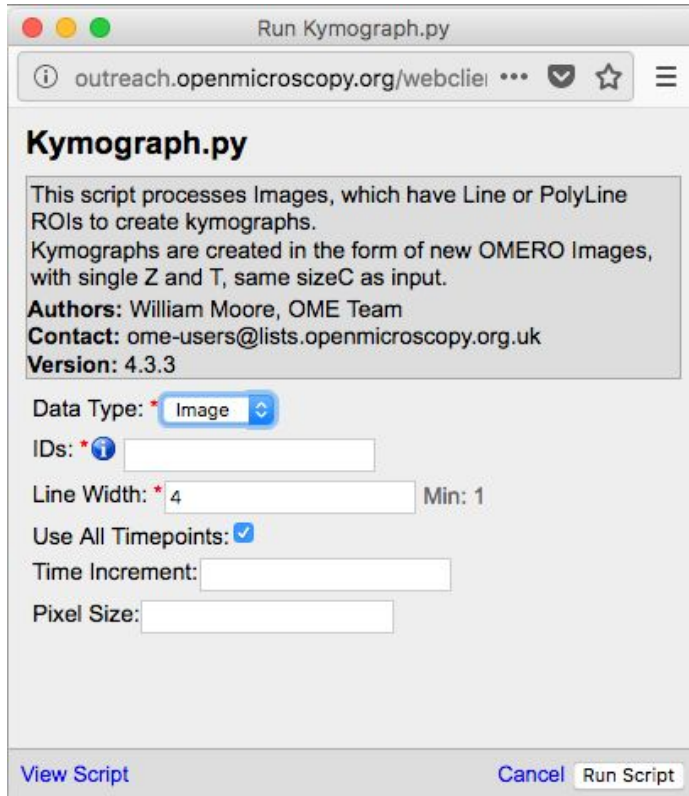 Run Kymograph.py
outreach.openmicroscopy.org/webclie
Kymograph.py
This script processes Images, which have Line or PolyLine
ROIs to create kymographs.
Kymographs are created in the form of new OMERO Images,
with single Z and T, same sizeC as input.
Authors: William Moore, OME Team
Contact: ome-users@lists.openmicroscopy.org.uk
Version: 4.3.3
Data Type: * Image
IDs: *
Line Width: * 4 Min: 1
Use All Timepoints:
Time Increment:
Pixel Size:
View Script Cancel Run Script